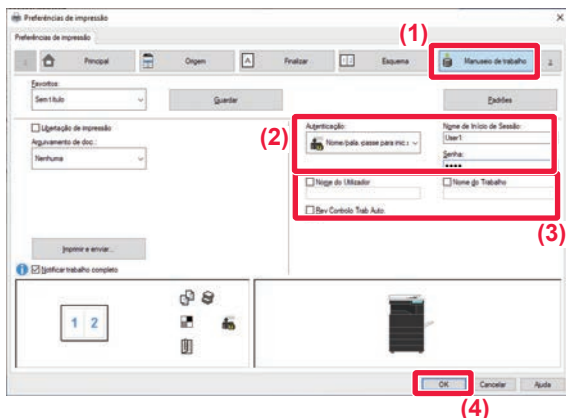 Preferências de impressão
Preferências de impressão
(1)
Principal
Origem
Finalizar
Esquema
Manuseio de trabalho
Favoritos:
Sem título
Guardar
Padrões
(2)
Libertação de impressão
Arquivamento de doc.:
Nenhuma
Autenticação:
Nome/pala.-passe para inic.s
Nome de Início de Sessão:
User1
Senha:
••••
Nome do Utilizador
Nome do Trabalho
Rev Controlo Trab Auto.
(3)
Imprimir e enviar...
Notificar trabalho completo
1 2
OK
Cancelar
Ajuda
(4)